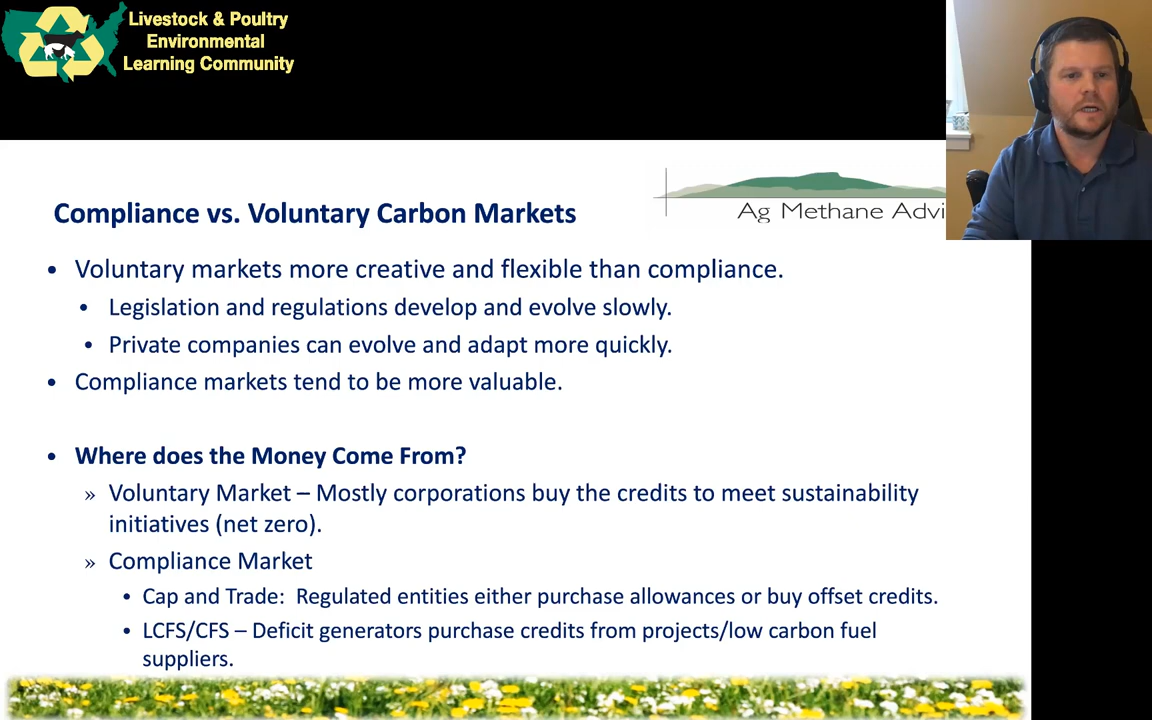 Livestock & Poultry
Environmental
Learning Community
Ag Methane Advi
Compliance vs. Voluntary Carbon Markets
• Voluntary markets more creative and flexible than compliance.
• Legislation and regulations develop and evolve slowly.
• Private companies can evolve and adapt more quickly.
• Compliance markets tend to be more valuable.
• Where does the Money Come From?
» Voluntary Market – Mostly corporations buy the credits to meet sustainability
initiatives (net zero).
» Compliance Market
• Cap and Trade: Regulated entities either purchase allowances or buy offset credits.
• LCFS/CFS – Deficit generators purchase credits from projects/low carbon fuel
suppliers.